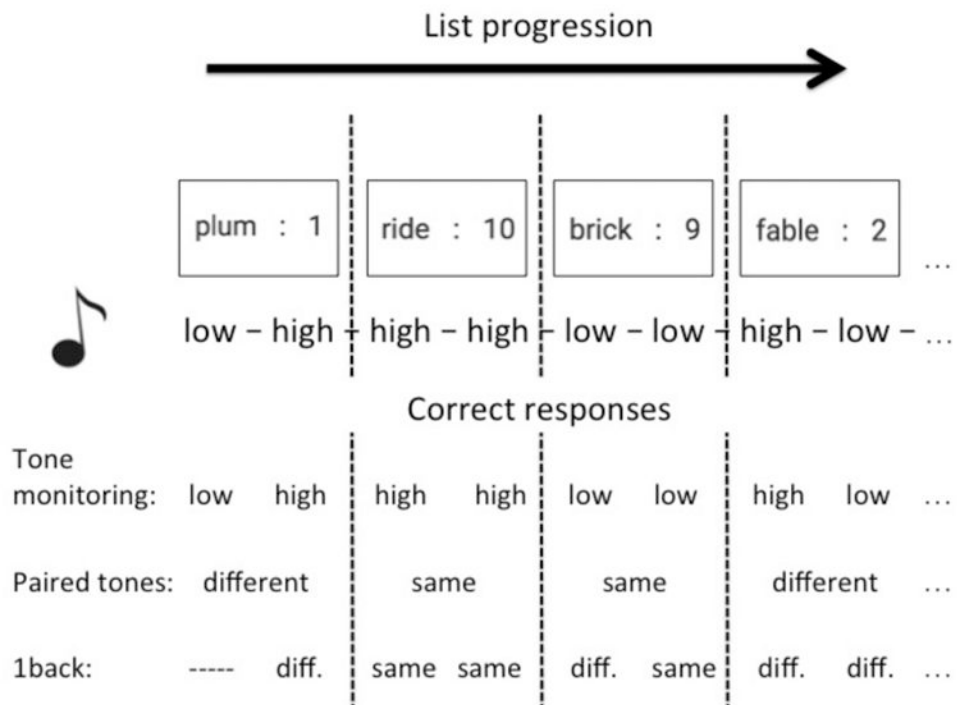 List progression
plum : 1 ride : 10 brick : 9 fable : 2 ...
low – high – high – high – low – low – high – low – ...
Correct responses
Tone
monitoring: low high high high low low high low ...
Paired tones: different same same different ...
1back: ----- diff. same same diff. same diff. diff. ...